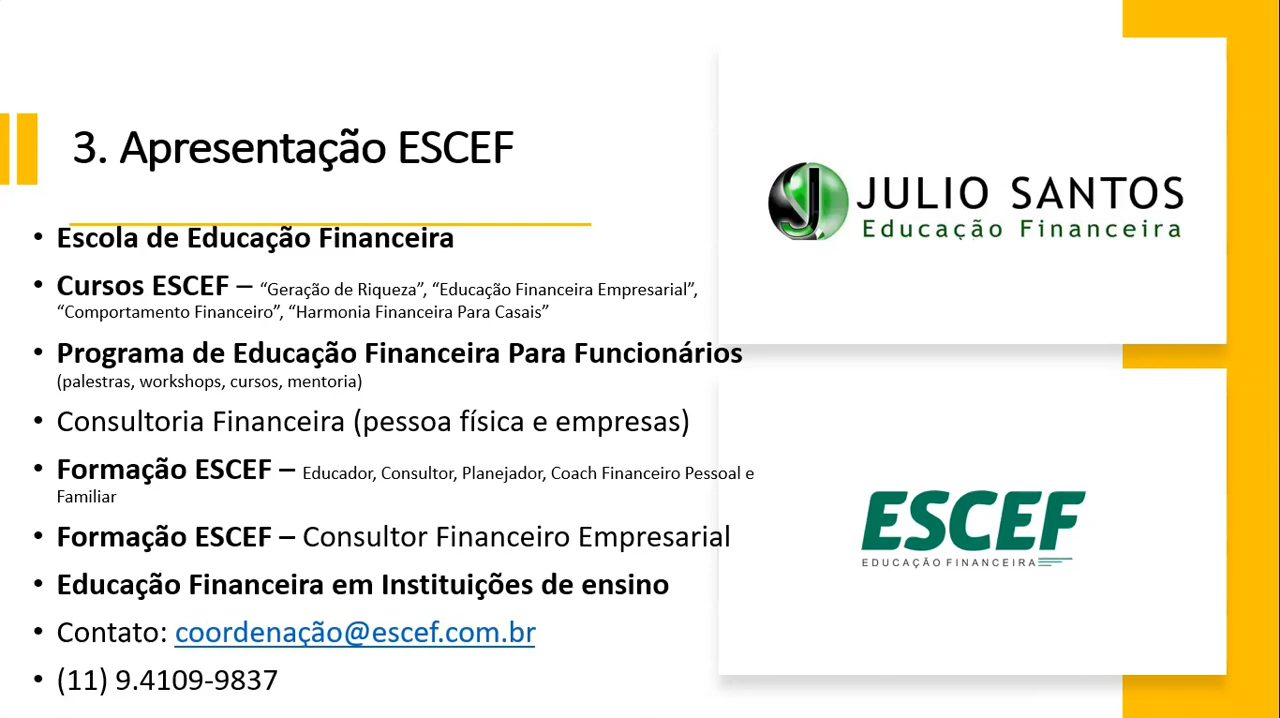 3. Apresentação ESCEF
• Escola de Educação Financeira
• Cursos ESCEF – “Geração de Riqueza”, “Educação Financeira Empresarial”,
“Comportamento Financeiro”, “Harmonia Financeira Para Casais”
• Programa de Educação Financeira Para Funcionários
(palestras, workshops, cursos, mentoria)
• Consultoria Financeira (pessoa física e empresas)
• Formação ESCEF – Educador, Consultor, Planejador, Coach Financeiro Pessoal e
Familiar
• Formação ESCEF – Consultor Financeiro Empresarial
• Educação Financeira em Instituições de ensino
• Contato: coordenação@escef.com.br
• (11) 9.4109-9837
JULIO SANTOS
Educação Financeira
ESCEF
EDUCAÇÃO FINANCEIRA